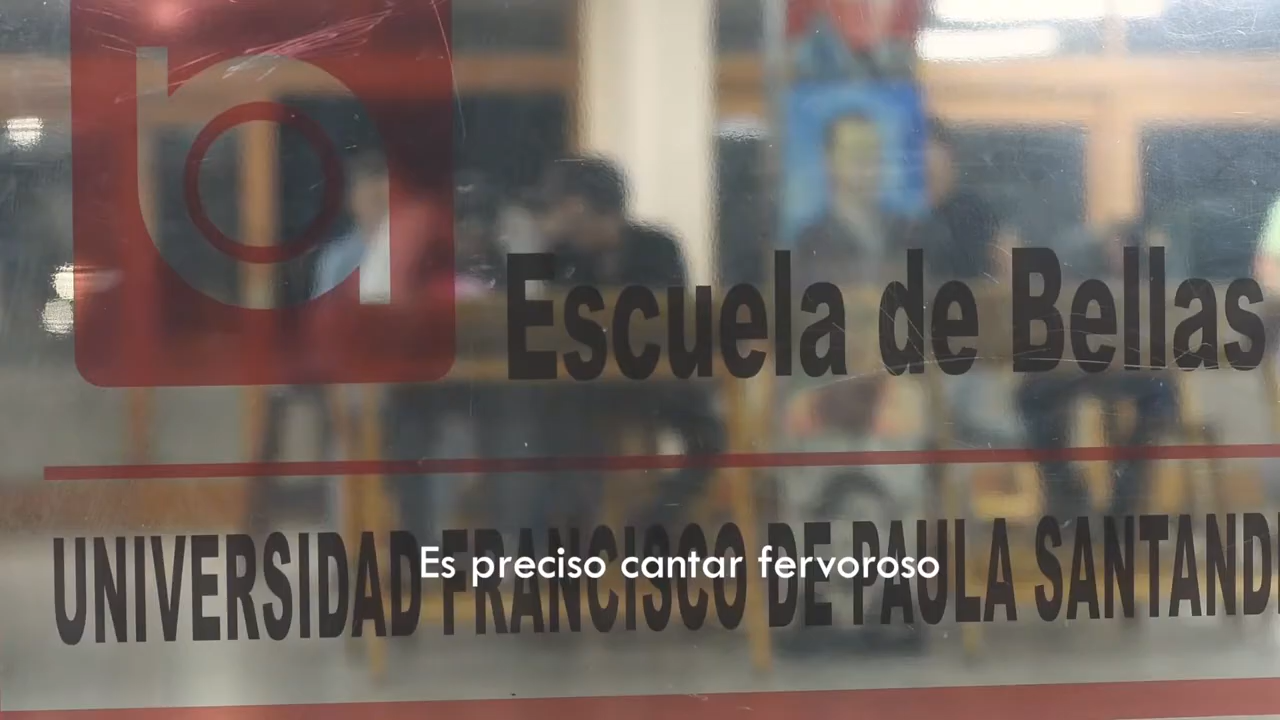 Escuela de Bellas
UNIVERSIDAD FRANCISCO DE PAULA SANTAND
Es preciso cantar fervoroso